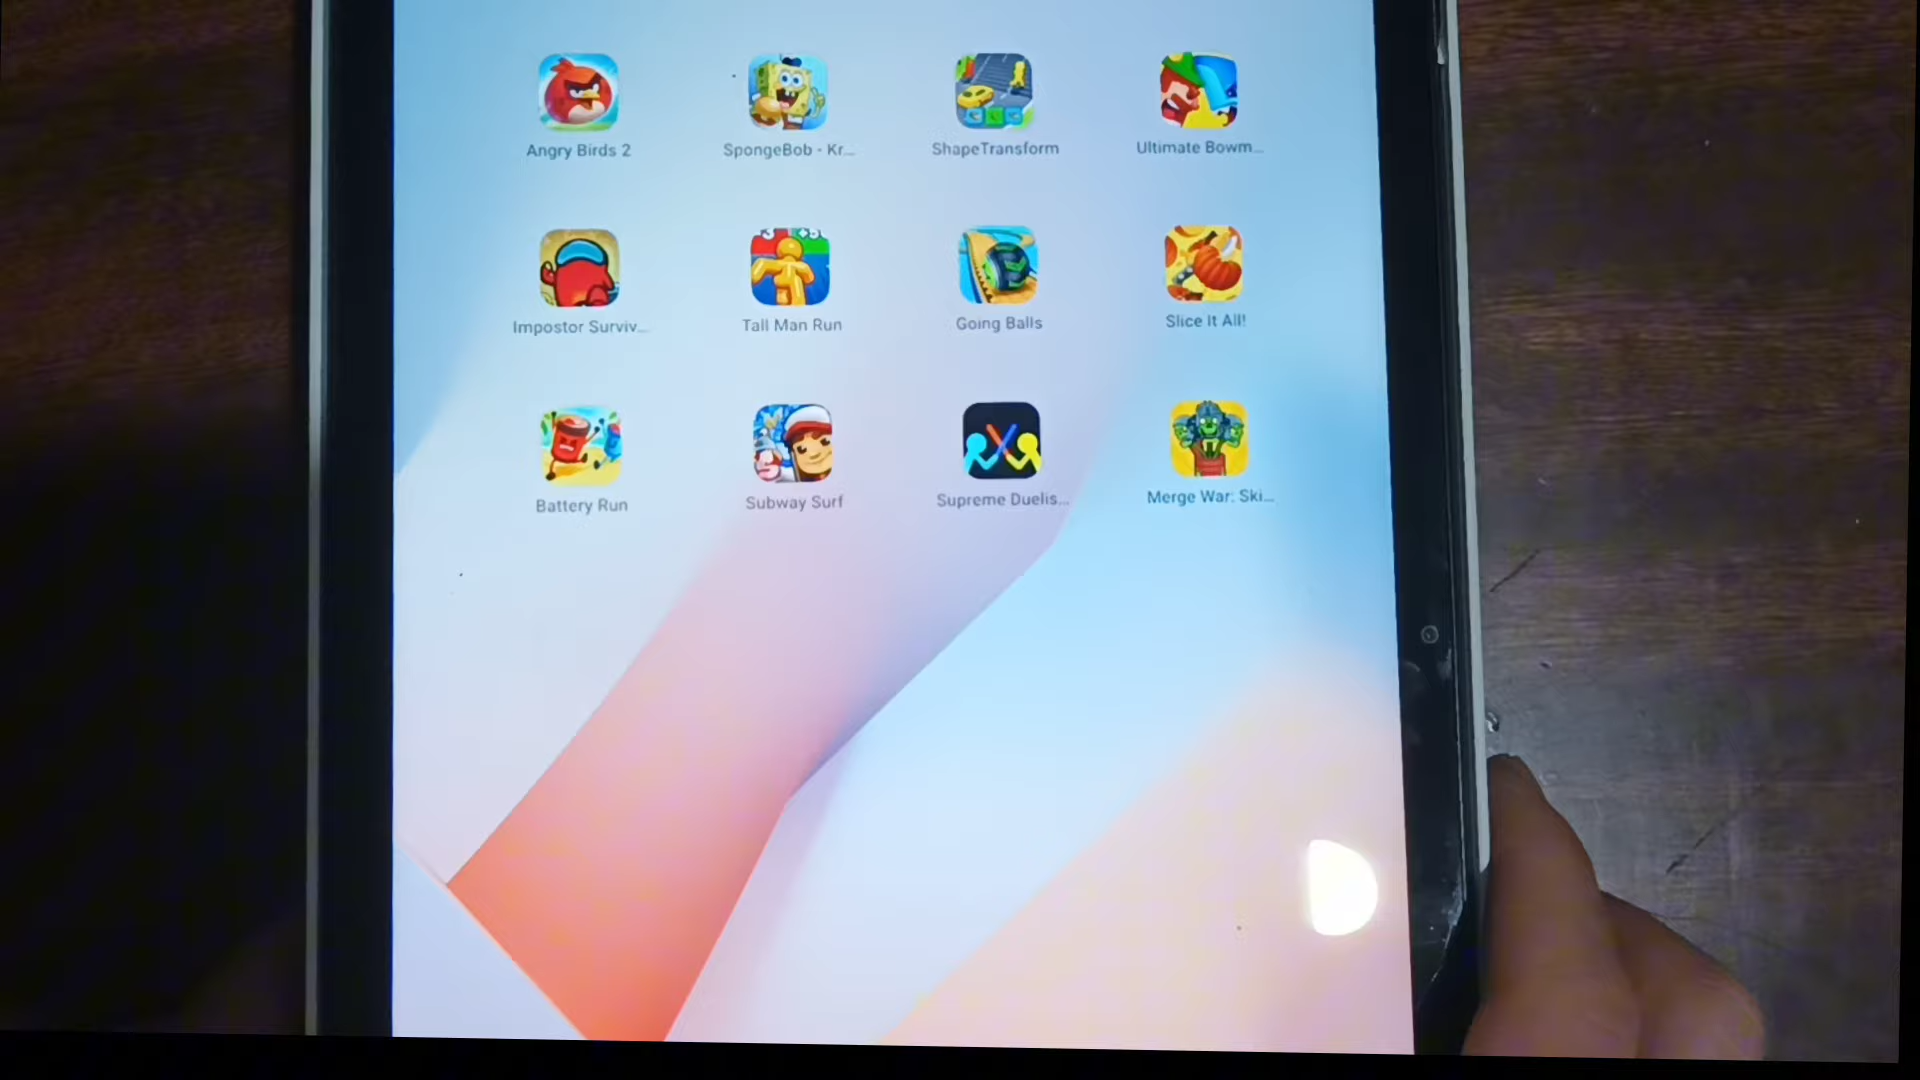 Angry Birds 2
SpongeBob - Kr...
ShapeTransform
Ultimate Bowm...
Impostor Surviv...
Tall Man Run
Going Balls
Slice It All!
Battery Run
Subway Surf
Supreme Duelis...
Merge War: Ski...